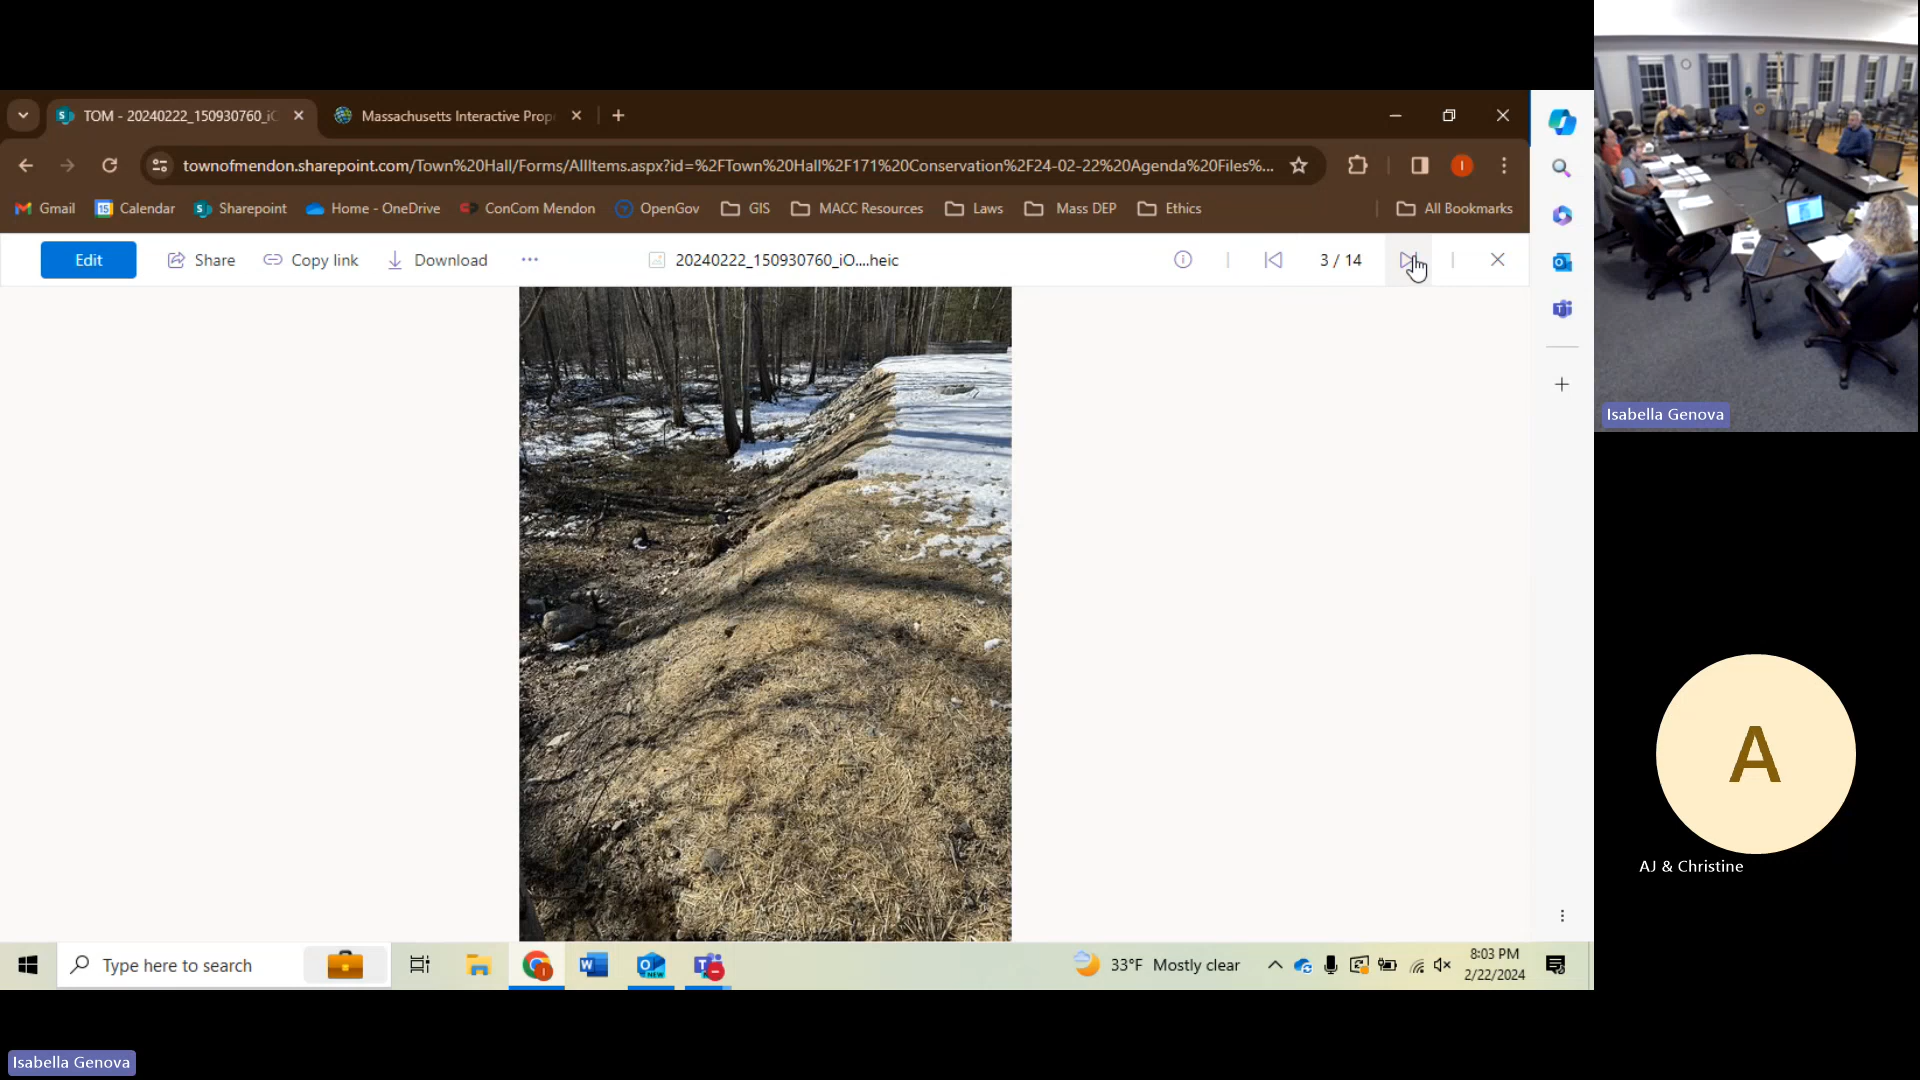 TOM - 20240222_150930760_iC
Massachusetts Interactive Prop
townofmendon.sharepoint.com/Town%20Hall/Forms/AllItems.aspx?id=%2FTown%20Hall%2F171%20Conservation%2F24-02-22%20Agenda%20Files%...
I
Gmail
15
Calendar
S
Sharepoint
Home - OneDrive
ConCom Mendon
OpenGov
GIS
MACC Resources
Laws
Mass DEP
Ethics
All Bookmarks
Edit
Share
Copy link
Download
...
20240222_150930760_iO....heic
3 / 14
Isabella Genova
A
AJ & Christine
Type here to search
33°F Mostly clear
8:03 PM
2/22/2024
Isabella Genova